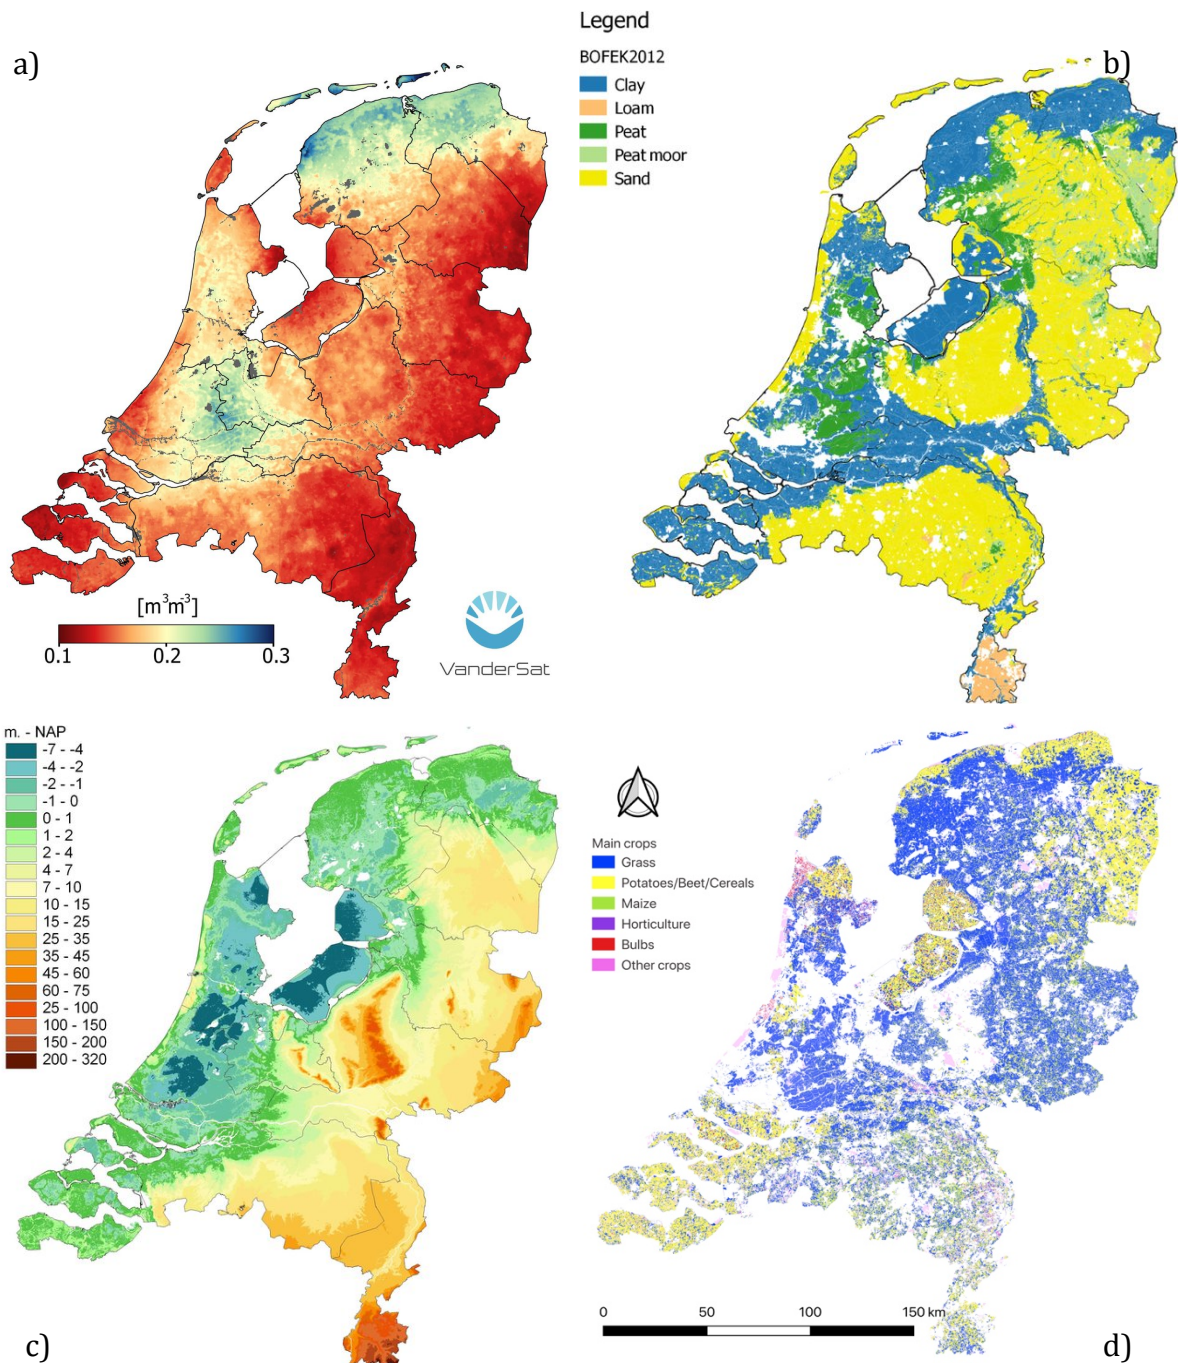 a)
[m³m⁻³]
0.1 0.2 0.3
VanderSat
Legend
b)
BOFEK2012
Clay
Loam
Peat
Peat moor
Sand
m. - NAP
-7 - -4
-4 - -2
-2 - -1
-1 - 0
0 - 1
1 - 2
2 - 4
4 - 7
7 - 10
10 - 15
15 - 25
25 - 35
35 - 45
45 - 60
60 - 75
25 - 100
100 - 150
150 - 200
200 - 320
c)
Main crops
Grass
Potatoes/Beet/Cereals
Maize
Horticulture
Bulbs
Other crops
0 50 100 150 km
d)